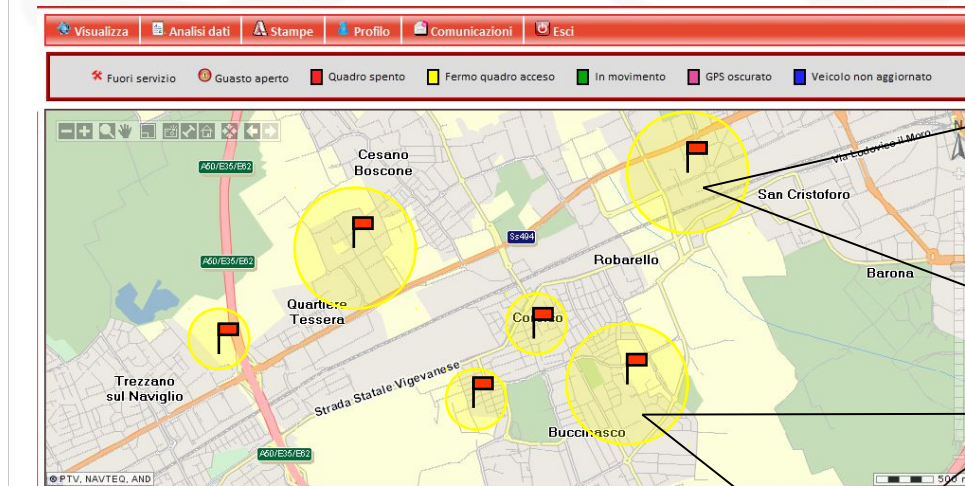 Visualizza Analisi dati Stampe Profilo Comunicazioni Esci
Fuori servizio Guasto aperto Quadro spento Fermo quadro acceso In movimento GPS oscurato Veicolo non aggiornato
N
Via Lodovico il Moro
Cesano
Boscone
A50/E35/E62
San Cristoforo
Ss494
Robarello
A50/E35/E62
Barona
Quartiere
Tessera
Corsico
Trezzano
sul Naviglio
Strada Statale Vigevanese
Buccinasco
A50/E35/E62
© PTV, NAVTEQ, AND
500 m